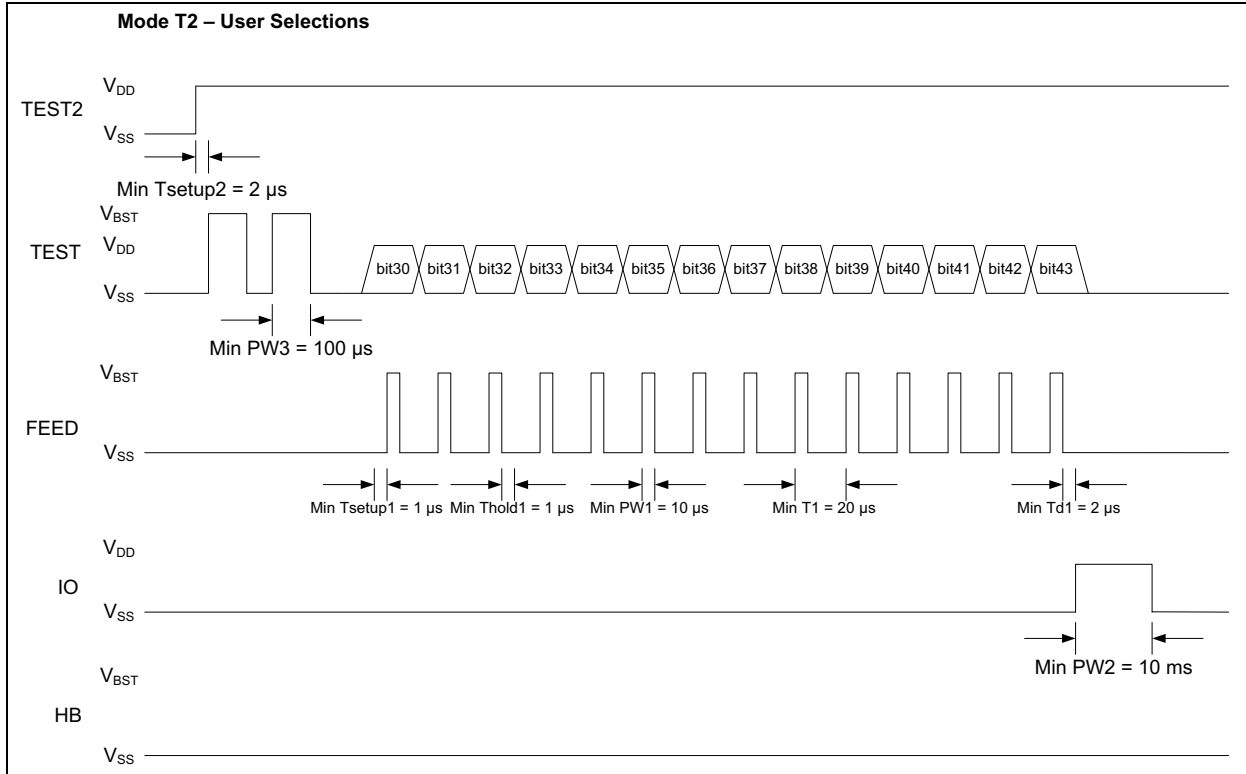 Mode T2 – User Selections
VDD
TEST2
VSS
Min Tsetup2 = 2 µs
VBST
TEST
VDD
VSS
bit30 bit31 bit32 bit33 bit34 bit35 bit36 bit37 bit38 bit39 bit40 bit41 bit42 bit43
Min PW3 = 100 µs
VBST
FEED
VSS
Min Tsetup1 = 1 µs Min Thold1 = 1 µs Min PW1 = 10 µs Min T1 = 20 µs Min Td1 = 2 µs
VDD
IO
VSS
Min PW2 = 10 ms
VBST
HB
VSS